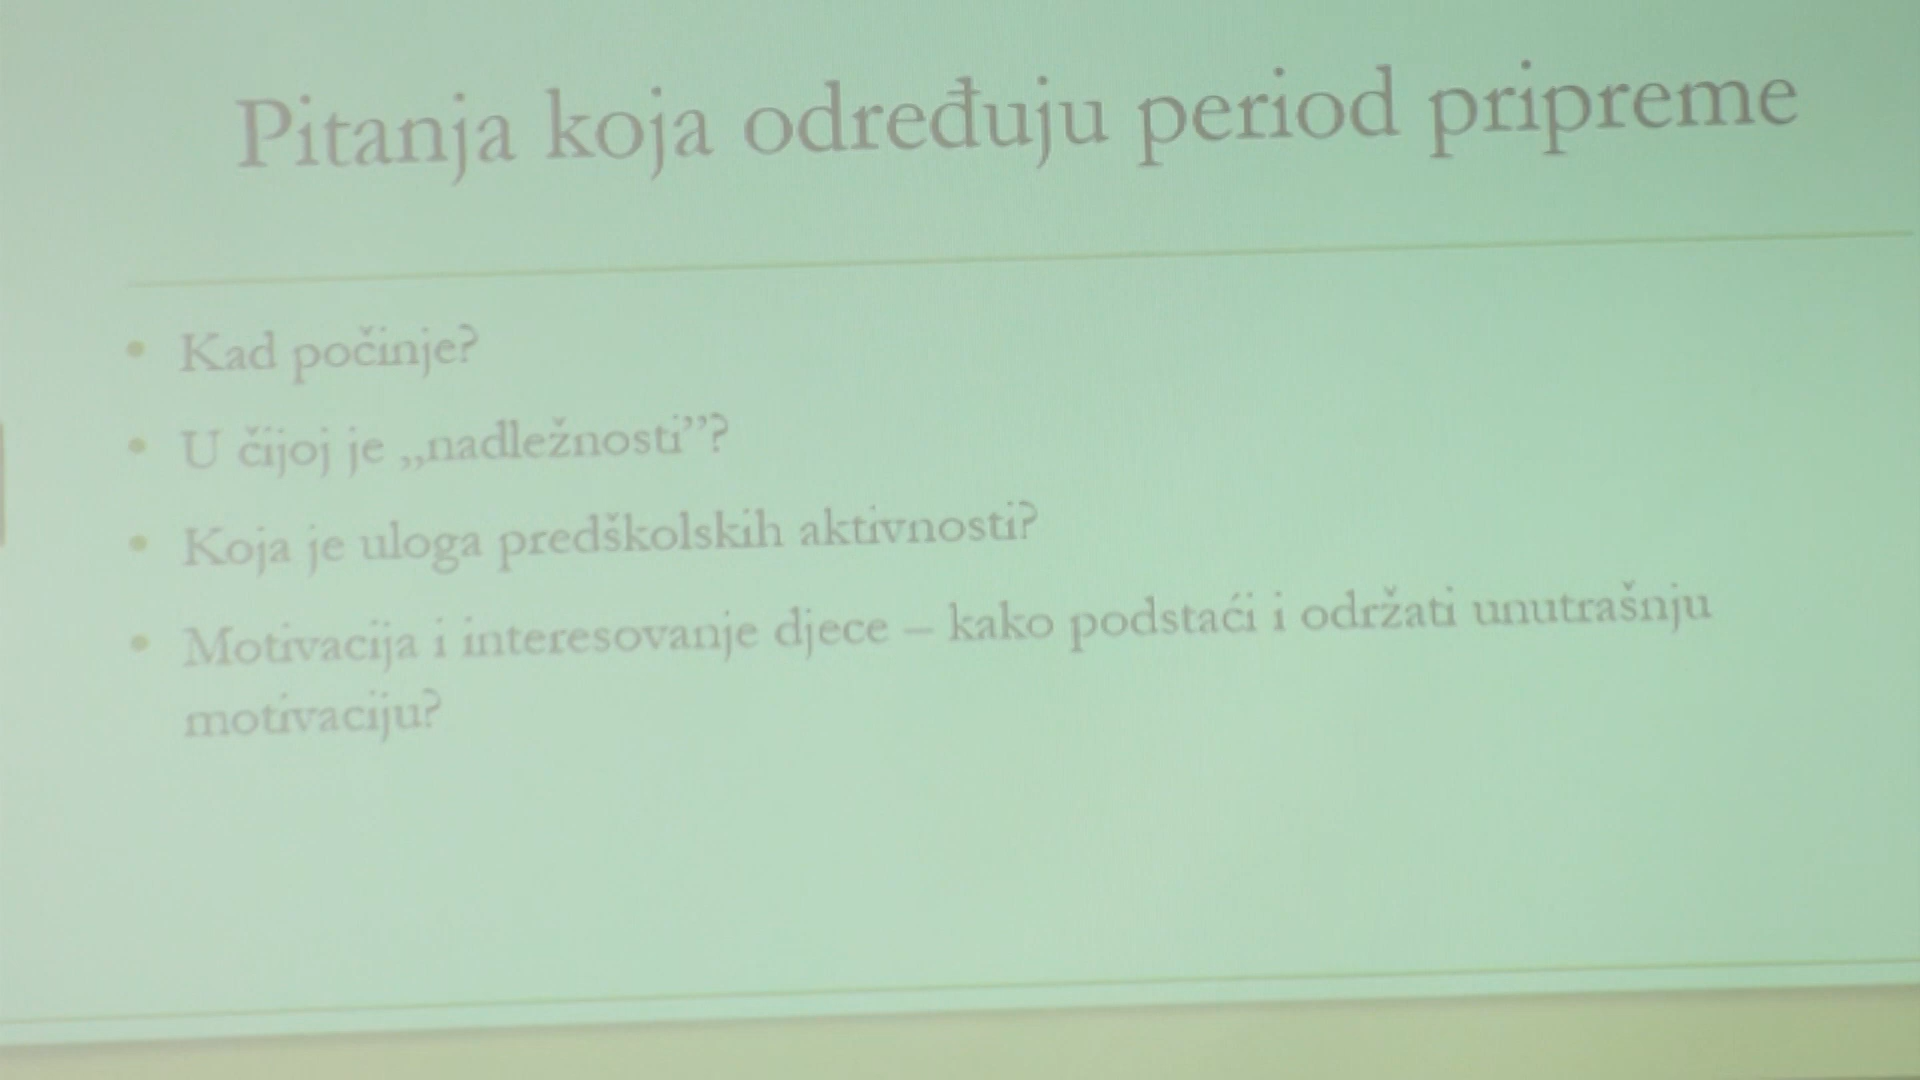 Pitanja koja određuju period pripreme
• Kad počinje?
• U čijoj je „nadležnosti”?
• Koja je uloga predškolskih aktivnosti?
• Motivacija i interesovanje djece – kako podstaći i održati unutrašnju
motivaciju?